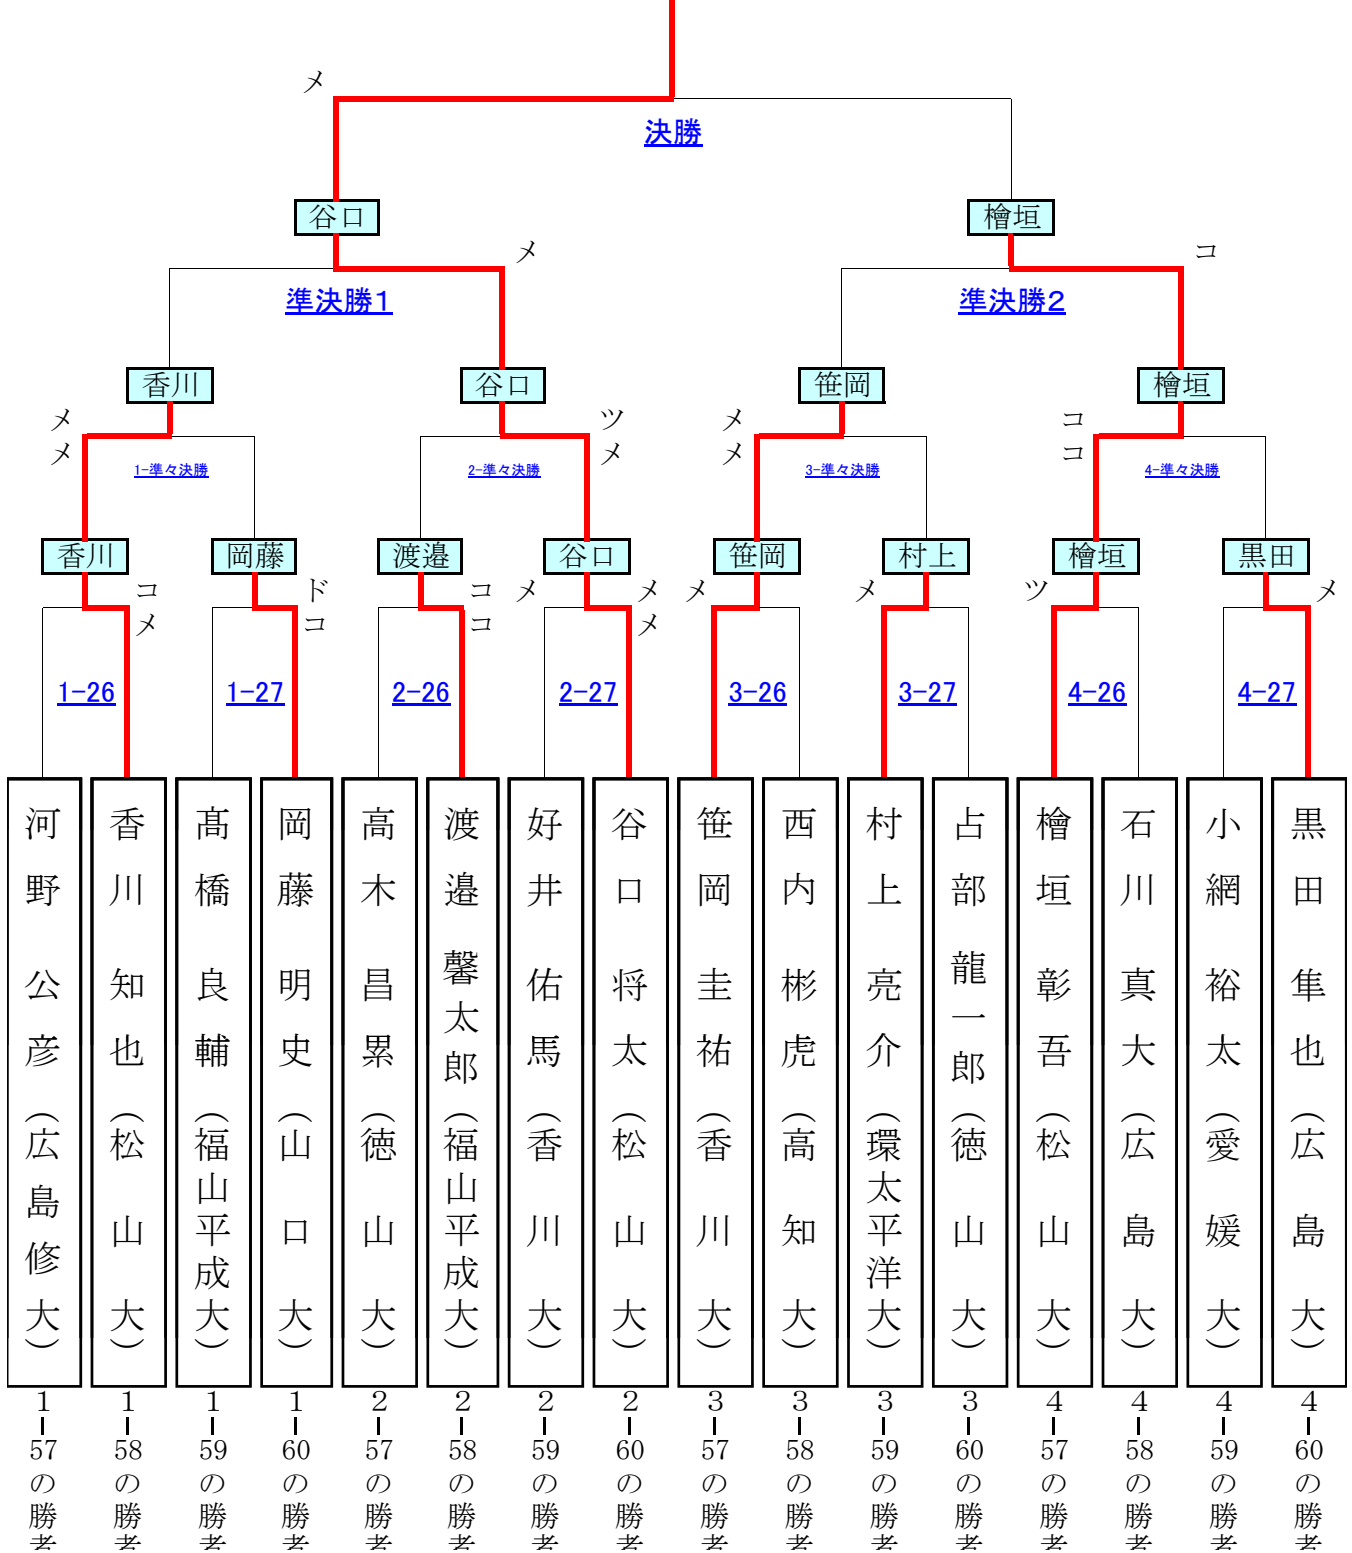 メ
決勝
谷口
檜垣
メ
コ
準決勝1
準決勝2
香川
谷口
笹岡
檜垣
メ
メ
ツ
メ
メ
メ
コ
コ
1-準々決勝
2-準々決勝
3-準々決勝
4-準々決勝
香川
岡藤
渡邉
谷口
笹岡
村上
檜垣
黒田
コ
メ
ド
コ
コ
コ
メ
メ
メ
メ
メ
ツ
メ
1-26
1-27
2-26
2-27
3-26
3-27
4-26
4-27
河野 公彦(広島修大)
香川 知也(松山大)
髙橋 良輔(福山平成大)
岡藤 明史(山口大)
高木 昌累(徳山大)
渡邉 馨太郎(福山平成大)
好井 佑馬(香川大)
谷口 将太(松山大)
笹岡 圭祐(香川大)
西内 彬虎(高知大)
村上 亮介(環太平洋大)
占部 龍一郎(徳山大)
檜垣 彰吾(松山大)
石川 真大(広島大)
小網 裕太(愛媛大)
黒田 隼也(広島大)
1-57の勝者
1-58の勝者
1-59の勝者
1-60の勝者
2-57の勝者
2-58の勝者
2-59の勝者
2-60の勝者
3-57の勝者
3-58の勝者
3-59の勝者
3-60の勝者
4-57の勝者
4-58の勝者
4-59の勝者
4-60の勝者